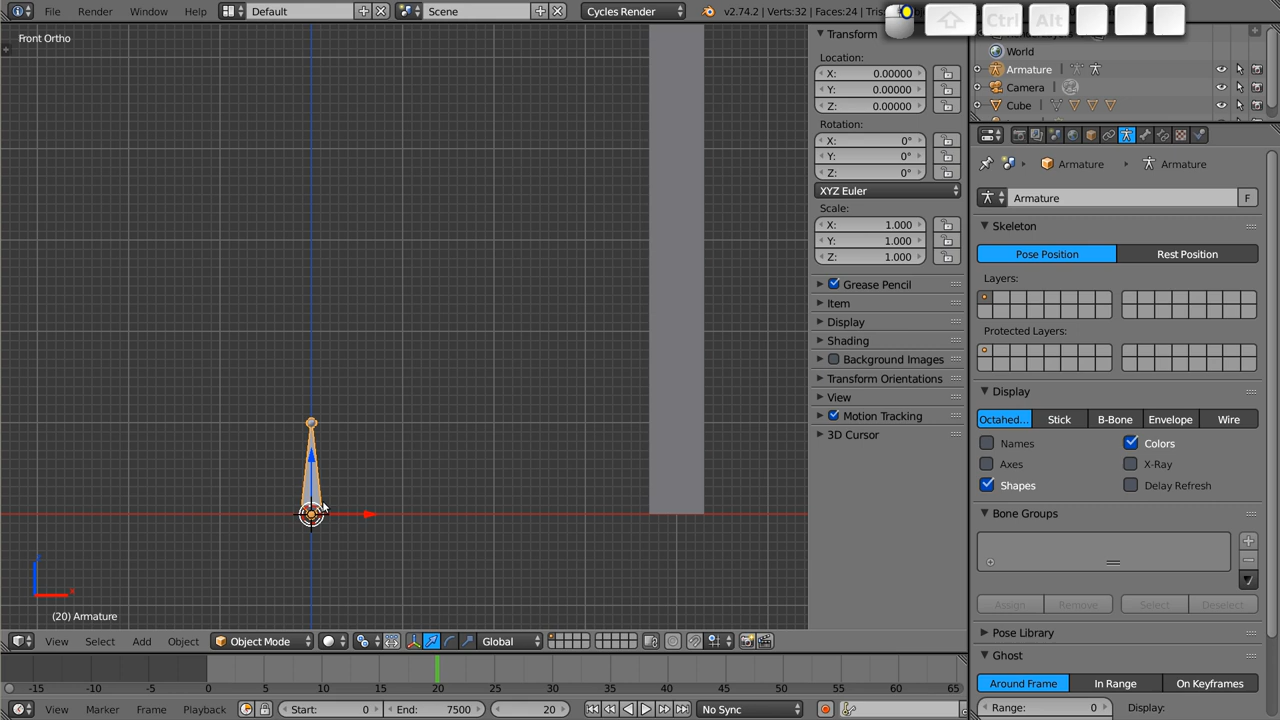 File Render Window Help Default Scene Cycles Render v2.74.2 | Verts:32 | Faces:24 | Tris
Ctrl Alt
Front Ortho
Transform
Location:
X: 0.00000
Y: 0.00000
Z: 0.00000
Rotation:
X: 0°
Y: 0°
Z: 0°
XYZ Euler
Scale:
X: 1.000
Y: 1.000
Z: 1.000
Grease Pencil
Item
Display
Shading
Background Images
Transform Orientations
View
Motion Tracking
3D Cursor
World
Armature
Camera
Cube
Armature Armature
Armature F
Skeleton
Pose Position Rest Position
Layers:
Protected Layers:
Display
Octahed... Stick B-Bone Envelope Wire
Names Colors
Axes X-Ray
Shapes Delay Refresh
Bone Groups
Assign Remove Select Deselect
Pose Library
Ghost
Around Frame In Range On Keyframes
Range: 0 Display:
x
(20) Armature
View Select Add Object Object Mode Global
-15 -10 -5 0 5 10 15 20 25 30 35 40 45 50 55 60 65
View Marker Frame Playback Start: 0 End: 7500 20 No Sync